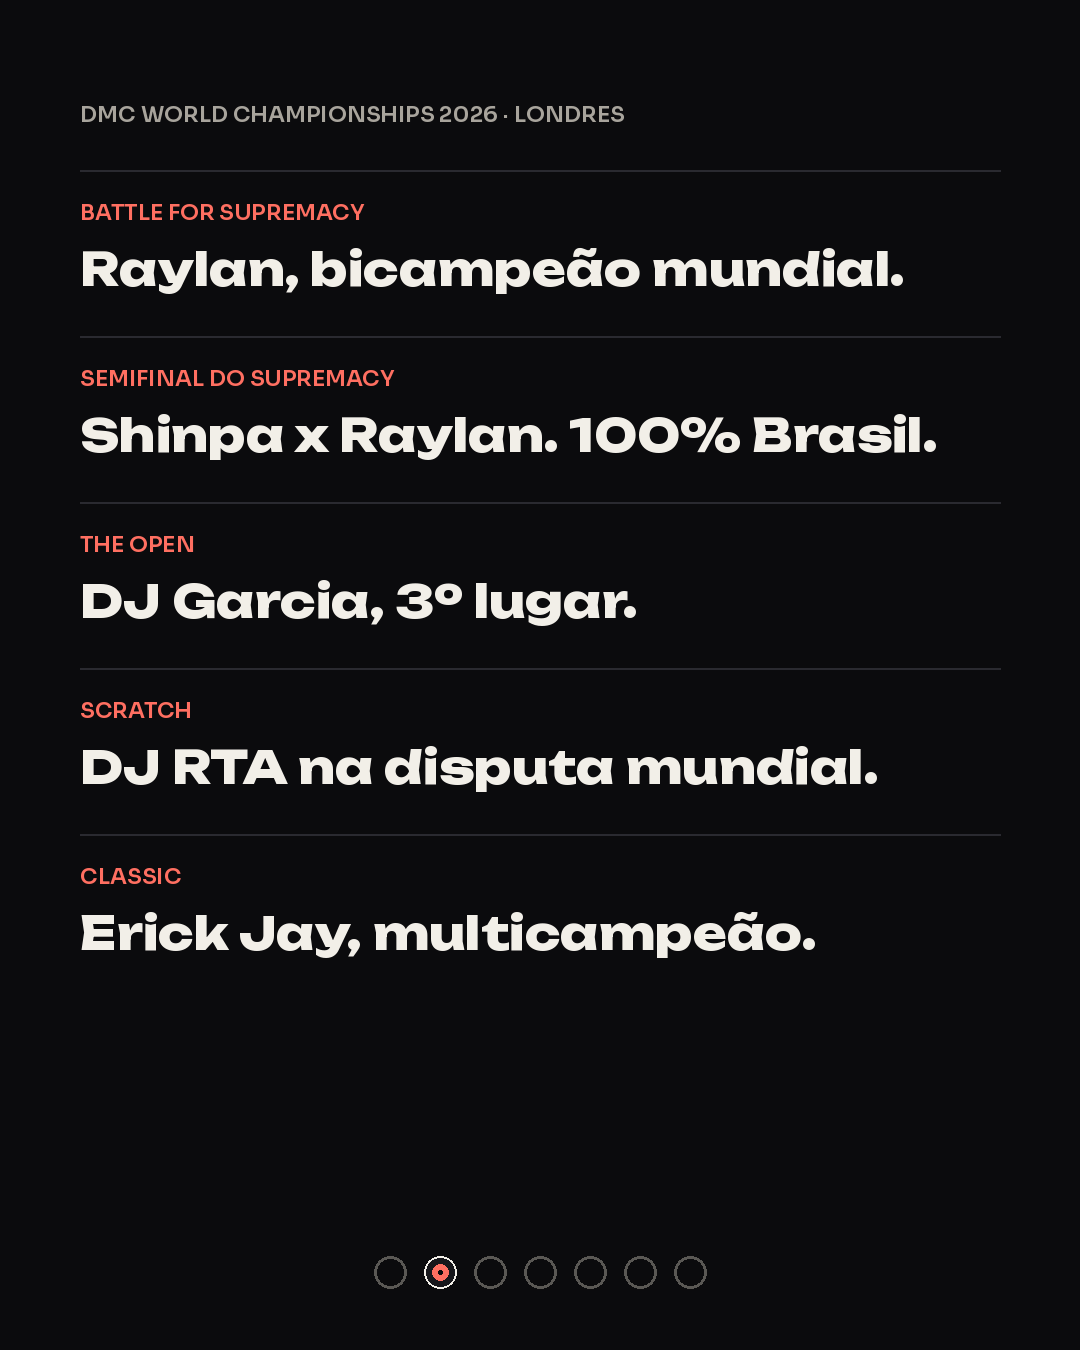 DMC WORLD CHAMPIONSHIPS 2026 · LONDRES
BATTLE FOR SUPREMACY
Raylan, bicampeão mundial.
SEMIFINAL DO SUPREMACY
Shinpa x Raylan. 100% Brasil.
THE OPEN
DJ Garcia, 3º lugar.
SCRATCH
DJ RTA na disputa mundial.
CLASSIC
Erick Jay, multicampeão.